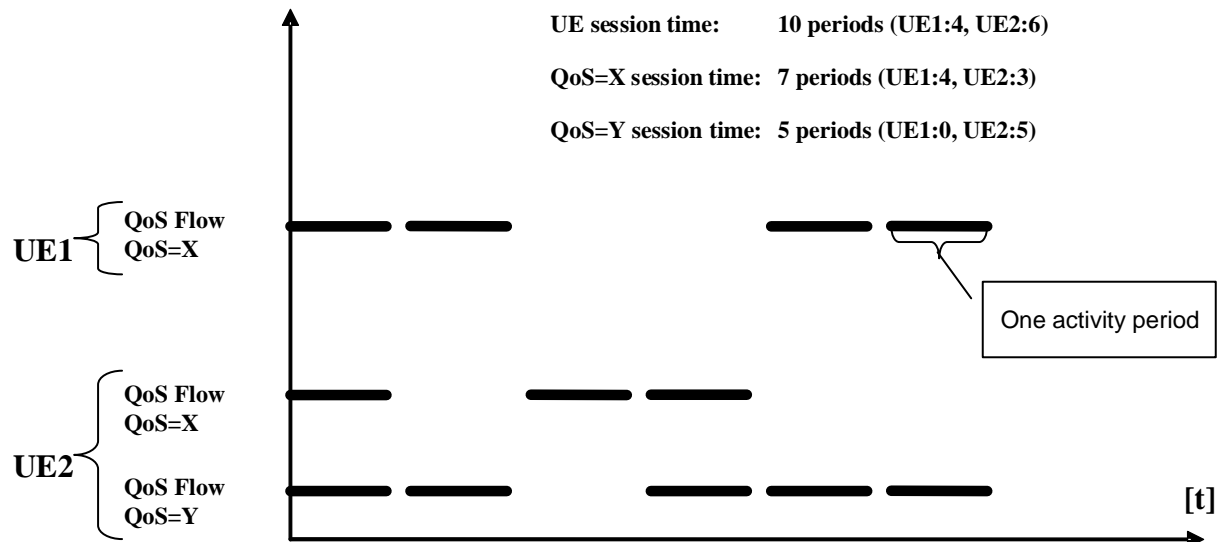 UE session time: 10 periods (UE1:4, UE2:6)
QoS=X session time: 7 periods (UE1:4, UE2:3)
QoS=Y session time: 5 periods (UE1:0, UE2:5)
UE1
QoS Flow
QoS=X
One activity period
UE2
QoS Flow
QoS=X
QoS Flow
QoS=Y
[t]